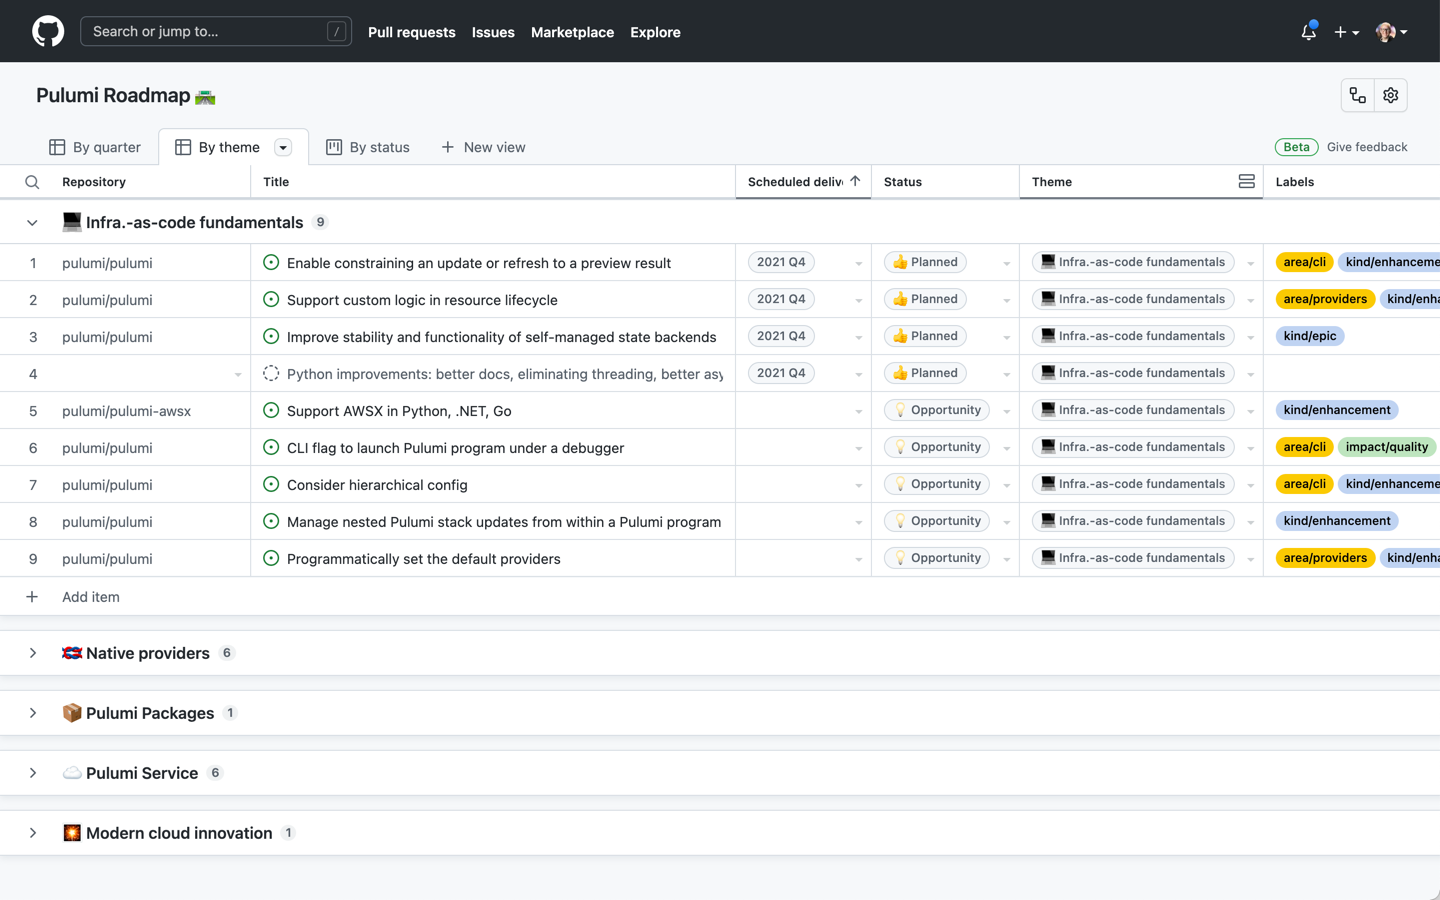 Search or jump to...
/
Pull requests
Issues
Marketplace
Explore
Pulumi Roadmap
By quarter
By theme
By status
New view
Beta
Give feedback
Repository
Title
Scheduled deliv
Status
Theme
Labels
Infra.-as-code fundamentals 9
1 pulumi/pulumi Enable constraining an update or refresh to a preview result 2021 Q4 Planned Infra.-as-code fundamentals area/cli kind/enhanceme
2 pulumi/pulumi Support custom logic in resource lifecycle 2021 Q4 Planned Infra.-as-code fundamentals area/providers kind/enha
3 pulumi/pulumi Improve stability and functionality of self-managed state backends 2021 Q4 Planned Infra.-as-code fundamentals kind/epic
4 Python improvements: better docs, eliminating threading, better asy 2021 Q4 Planned Infra.-as-code fundamentals
5 pulumi/pulumi-awsx Support AWSX in Python, .NET, Go Opportunity Infra.-as-code fundamentals kind/enhancement
6 pulumi/pulumi CLI flag to launch Pulumi program under a debugger Opportunity Infra.-as-code fundamentals area/cli impact/quality
7 pulumi/pulumi Consider hierarchical config Opportunity Infra.-as-code fundamentals area/cli kind/enhanceme
8 pulumi/pulumi Manage nested Pulumi stack updates from within a Pulumi program Opportunity Infra.-as-code fundamentals kind/enhancement
9 pulumi/pulumi Programmatically set the default providers Opportunity Infra.-as-code fundamentals area/providers kind/enha
Add item
Native providers 6
Pulumi Packages 1
Pulumi Service 6
Modern cloud innovation 1